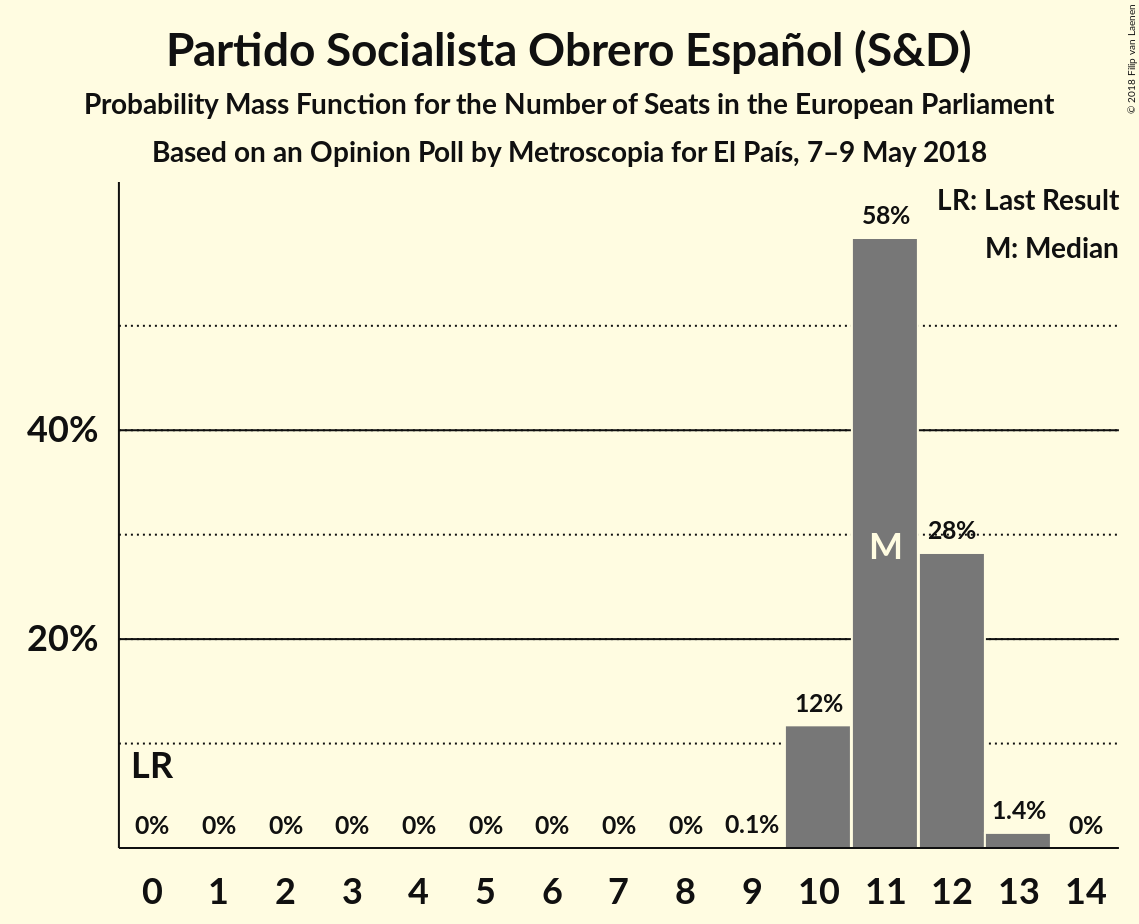 Partido Socialista Obrero Español (S&D)
Probability Mass Function for the Number of Seats in the European Parliament
Based on an Opinion Poll by Metroscopia for El País, 7–9 May 2018
© 2018 Filip van Laenen
LR: Last Result
M: Median
58%
40%
28%
M
20%
12%
LR
0% 0% 0% 0% 0% 0% 0% 0% 0% 0.1% 1.4% 0%
0 1 2 3 4 5 6 7 8 9 10 11 12 13 14